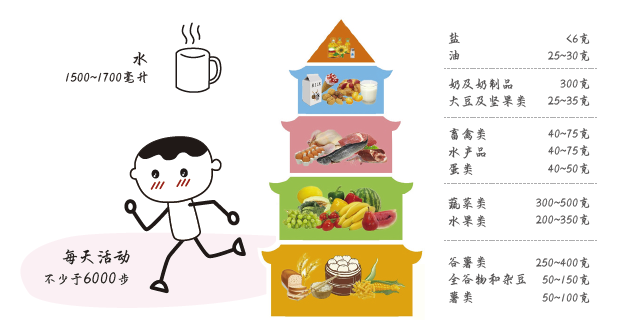 水
1500~1700毫升
每天活动
不少于6000步
盐 <6克
油 25~30克
奶及奶制品 300克
大豆及坚果类 25~35克
畜禽类 40~75克
水产品 40~75克
蛋类 40~50克
蔬菜类 300~500克
水果类 200~350克
谷薯类 250~400克
全谷物和杂豆 50~150克
薯类 50~100克